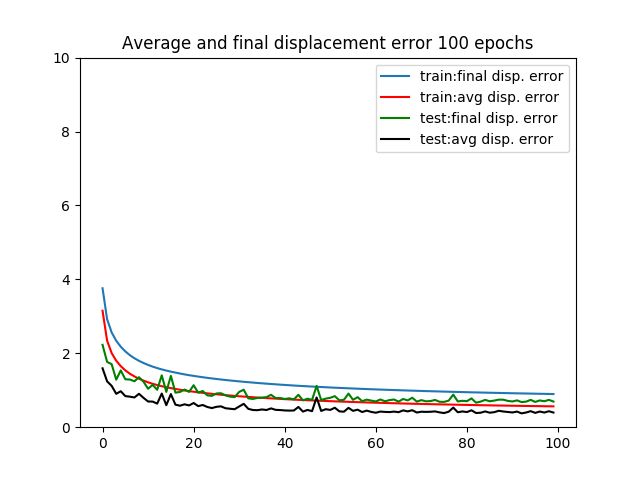 Average and final displacement error 100 epochs
train:final disp. error
train:avg disp. error
test:final disp. error
test:avg disp. error
10
8
6
4
2
0
0 20 40 60 80 100